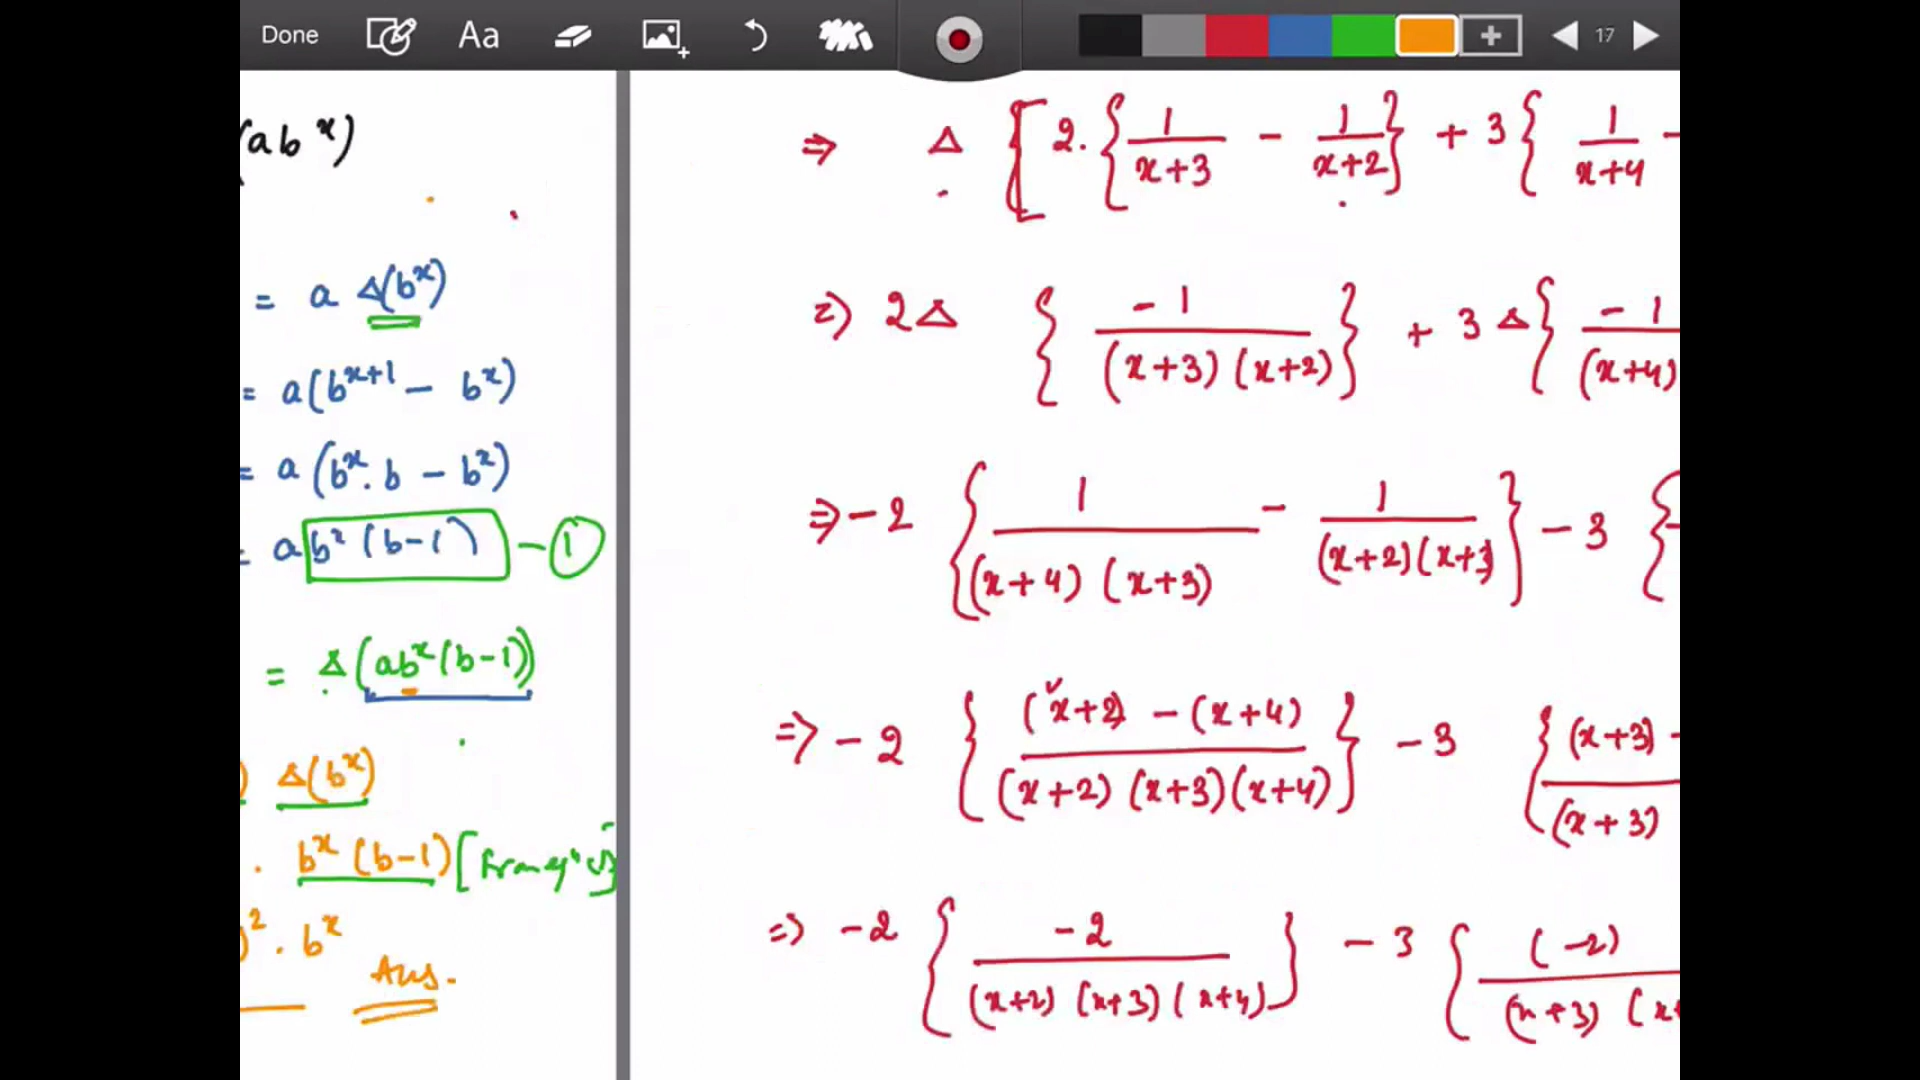 Done Aa + 17
(ab^x)
= a Δ(b^x)
= a(b^{x+1} - b^x)
= a(b^x . b - b^x)
= a b^x (b-1) - ①
= Δ(ab^x (b-1))
) Δ(b^x)
. b^x (b-1) [
)^2 . b^x
Ans.
⇒ Δ [ 2. { 1/(x+3) - 1/(x+2) } + 3 { 1/(x+4) -
⇒ 2Δ { -1/((x+3)(x+2)) } + 3 Δ { -1/((x+4)
⇒ -2 { 1/((x+4)(x+3)) - 1/((x+2)(x+3)) } - 3 {
⇒ -2 { ((x+2) - (x+4))/((x+2)(x+3)(x+4)) } - 3 { ((x+3) -/((x+3)
⇒ -2 { -2/((x+2)(x+3)(x+4)) } - 3 { (-2)/((x+3)(x+